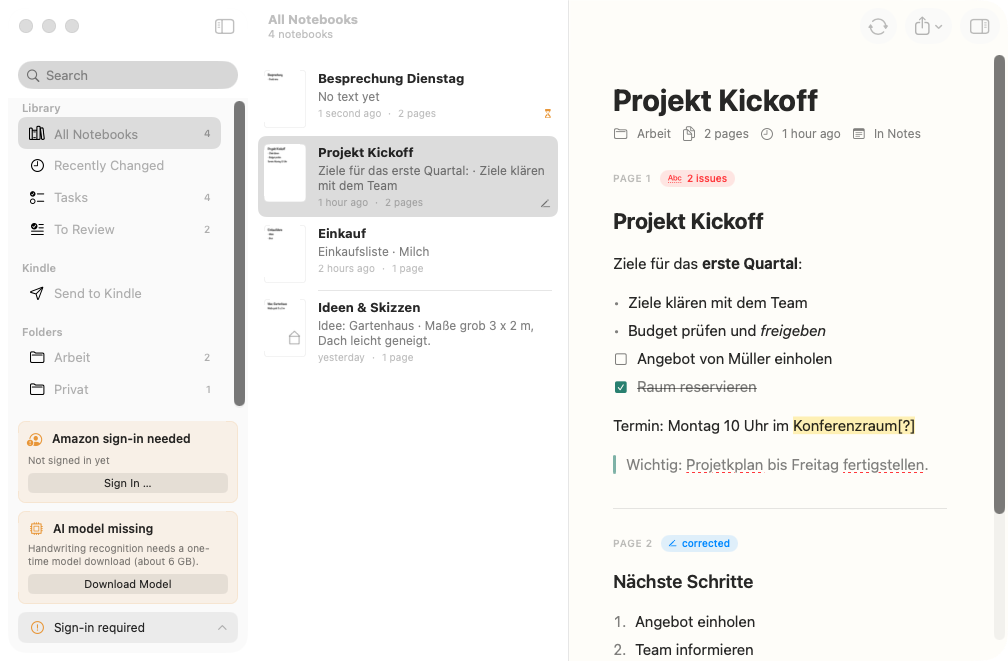 Search
Library
All Notebooks 4
Recently Changed
Tasks 4
To Review 2
Kindle
Send to Kindle
Folders
Arbeit 2
Privat 1
Amazon sign-in needed
Not signed in yet
Sign In ...
AI model missing
Handwriting recognition needs a one-
time model download (about 6 GB).
Download Model
Sign-in required
All Notebooks
4 notebooks
Besprechung Dienstag
No text yet
1 second ago · 2 pages
Projekt Kickoff
Ziele für das erste Quartal: · Ziele klären
mit dem Team
1 hour ago · 2 pages
Einkauf
Einkaufsliste · Milch
2 hours ago · 1 page
Ideen & Skizzen
Idee: Gartenhaus · Maße grob 3 x 2 m,
Dach leicht geneigt.
yesterday · 1 page
Projekt Kickoff
Arbeit 2 pages 1 hour ago In Notes
PAGE 1 Abc 2 issues
Projekt Kickoff
Ziele für das erste Quartal:
· Ziele klären mit dem Team
· Budget prüfen und freigeben
☐ Angebot von Müller einholen
☑ Raum reservieren
Termin: Montag 10 Uhr im Konferenzraum[?]
Wichtig: Projetkplan bis Freitag fertigstellen.
PAGE 2 corrected
Nächste Schritte
1. Angebot einholen
2. Team informieren